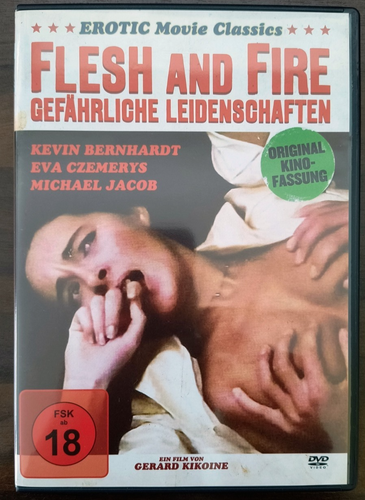 ★ ★ ★ EROTIC Movie Classics ★ ★ ★
FLESH AND FIRE
GEFÄHRLICHE LEIDENSCHAFTEN
KEVIN BERNHARDT
EVA CZEMERYS
MICHAEL JACOB
ORIGINAL
KINO-
FASSUNG
FSK
ab
18
EIN FILM VON
GERARD KIKOINE
DVD
VIDEO